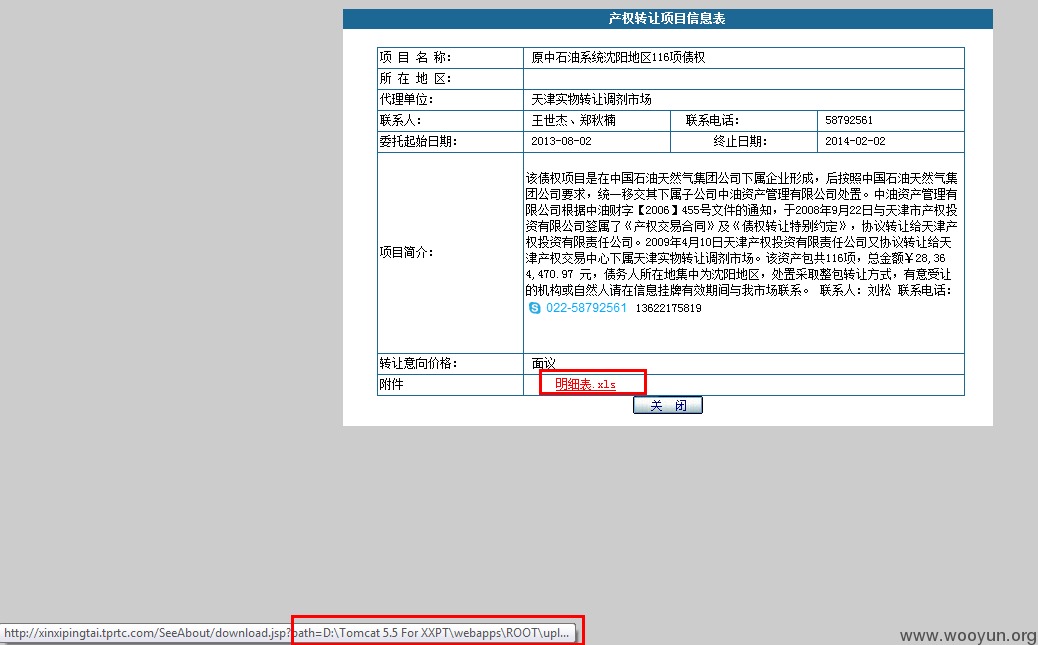 产权转让项目信息表
项 目 名 称： 原中石油系统沈阳地区116项债权
所 在 地 区：
代理单位： 天津实物转让调剂市场
联系人： 王世杰、郑秋楠 联系电话： 58792561
委托起始日期： 2013-08-02 终止日期： 2014-02-02
项目简介：
该债权项目是在中国石油天然气集团公司下属企业形成，后按照中国石油天然气集
团公司要求，统一移交其下属子公司中油资产管理有限公司处置。中油资产管理有
限公司根据中油财字【2006】455号文件的通知，于2008年9月22日与天津市产权投
资有限公司签属了《产权交易合同》及《债权转让特别约定》，协议转让给天津产
权投资有限责任公司。2009年4月10日天津产权投资有限责任公司又协议转让给天
津产权交易中心下属天津实物转让调剂市场。该资产包共116项，总金额￥28,36
4,470.97 元，债务人所在地集中为沈阳地区，处置采取整包转让方式，有意受让
的机构或自然人请在信息挂牌有效期间与我市场联系。 联系人：刘松 联系电话：
022-58792561 13622175819
转让意向价格： 面议
附件 明细表.xls
关 闭
http://xinxipingtai.tprtc.com/SeeAbout/download.jsp?path=D:\Tomcat 5.5 For XXPT\webapps\ROOT\upl...
www.wooyun.org